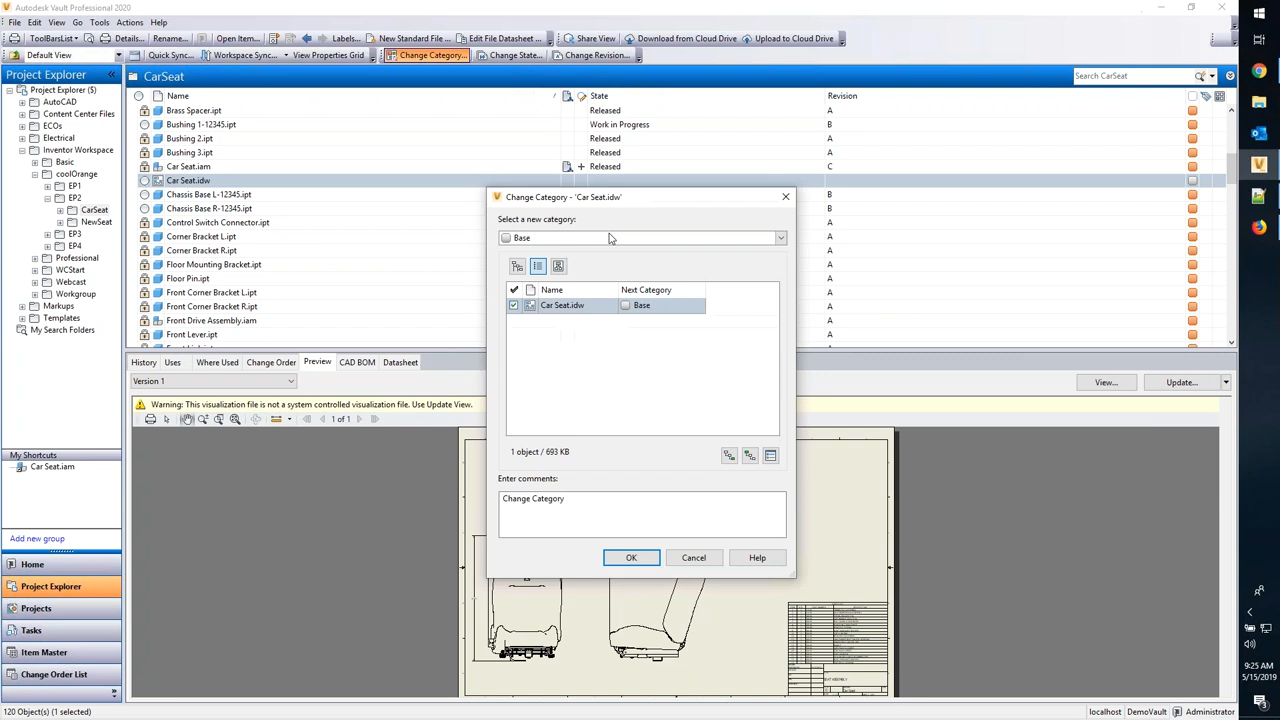 Autodesk Vault Professional 2020
File Edit View Go Tools Actions Help
ToolBarsList Details... Rename... Open Item... Labels... New Standard File... Edit File Datasheet... Share View Download from Cloud Drive Upload to Cloud Drive
Default View Quick Sync... Workspace Sync... View Properties Grid Change Category... Change State... Change Revision...
Project Explorer
CarSeat
Search CarSeat
Project Explorer ($)
AutoCAD
Content Center Files
ECOs
Electrical
Inventor Workspace
Basic
coolOrange
EP1
EP2
CarSeat
NewSeat
EP3
EP4
Professional
WCStart
Webcast
Workgroup
Markups
Templates
My Search Folders
Name State Revision
Brass Spacer.ipt Released A
Bushing 1-12345.ipt Work in Progress B
Bushing 2.ipt Released A
Bushing 3.ipt Released A
Car Seat.iam Released C
Car Seat.idw
Chassis Base L-12345.ipt B
Chassis Base R-12345.ipt B
Control Switch Connector.ipt A
Corner Bracket L.ipt A
Corner Bracket R.ipt A
Floor Mounting Bracket.ipt A
Floor Pin.ipt A
Front Corner Bracket L.ipt A
Front Corner Bracket R.ipt A
Front Drive Assembly.iam A
Front Lever.ipt A
Change Category - 'Car Seat.idw'
Select a new category:
Base
Name Next Category
Car Seat.idw Base
1 object / 693 KB
Enter comments:
Change Category
OK Cancel Help
History Uses Where Used Change Order Preview CAD BOM Datasheet
Version 1
View... Update...
Warning: This visualization file is not a system controlled visualization file. Use Update View.
1 of 1
My Shortcuts
Car Seat.iam
Add new group
Home
Project Explorer
Projects
Tasks
Item Master
Change Order List
120 Object(s) (1 selected)
localhost DemoVault Administrator
9:25 AM
5/15/2019